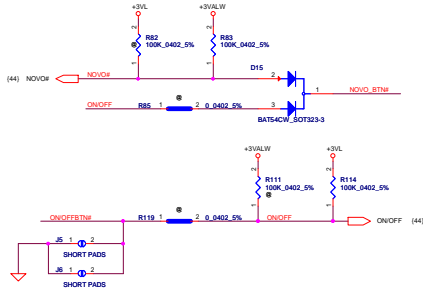 +3VL +3VALW
2 2
R82 R83
@ 100K_0402_5% 100K_0402_5%
1 1
D15
{44} NOVO# NOVO# 2
1 NOVO_BTN#
@
ON/OFF R85 1 2 0_0402_5% 3
BAT54CW_SOT323-3
+3VALW +3VL
2 2
R111 R114
100K_0402_5% 100K_0402_5%
@
1 1
@
ON/OFFBTN# R119 1 2 0_0402_5% ON/OFF ON/OFF {44}
J5 1 2
SHORT PADS
J6 1 2
SHORT PADS